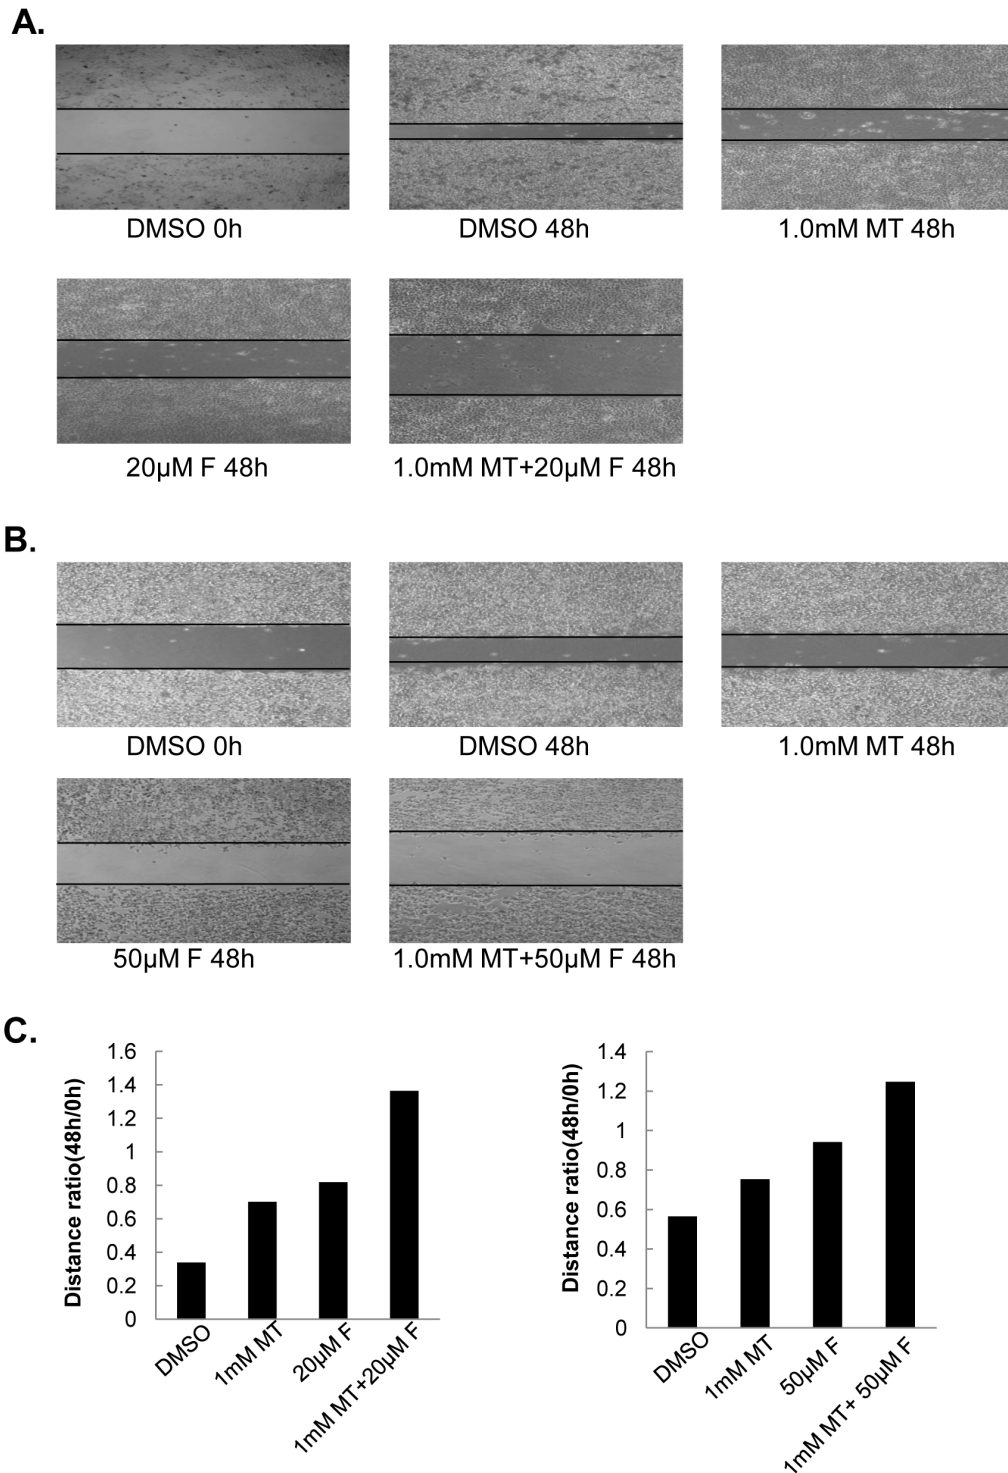 A.
DMSO 0h
DMSO 48h
1.0mM MT 48h
20µM F 48h
1.0mM MT+20µM F 48h
B.
DMSO 0h
DMSO 48h
1.0mM MT 48h
50µM F 48h
1.0mM MT+50µM F 48h
C.
Distance ratio(48h/0h)
1.6
1.4
1.2
1
0.8
0.6
0.4
0.2
0
DMSO
1mM MT
20µM F
1mM MT+20µM F
Distance ratio(48h/0h)
1.4
1.2
1
0.8
0.6
0.4
0.2
0
DMSO
1mM MT
50µM F
1mM MT+ 50µM F